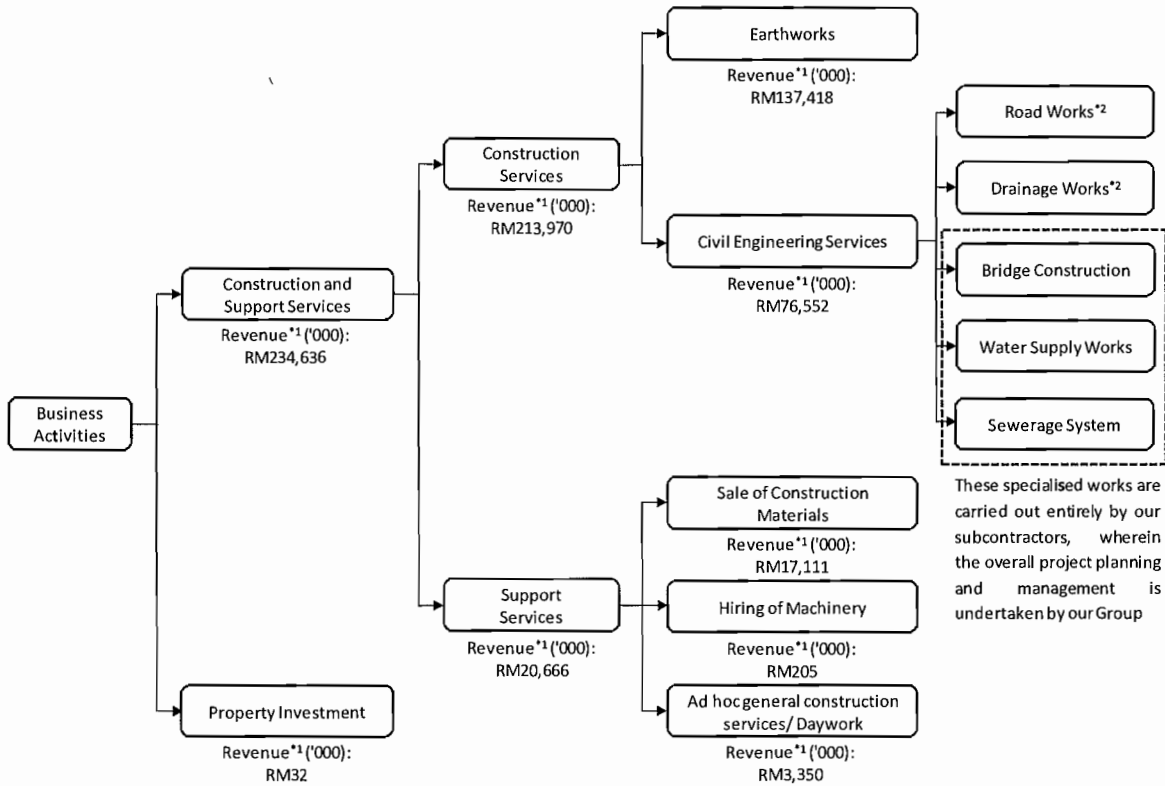 Earthworks
Revenue*1 ('000):
RM137,418
Road Works*2
Construction
Services
Revenue*1 ('000):
RM213,970
Drainage Works*2
Civil Engineering Services
Revenue*1 ('000):
RM76,552
Bridge Construction
Construction and
Support Services
Revenue*1 ('000):
RM234,636
Water Supply Works
Business
Activities
Sewerage System
These specialised works are
carried out entirely by our
subcontractors, wherein
the overall project planning
and management is
undertaken by our Group
Sale of Construction
Materials
Revenue*1 ('000):
RM17,111
Support
Services
Revenue*1 ('000):
RM20,666
Hiring of Machinery
Revenue*1 ('000):
RM205
Property Investment
Revenue*1 ('000):
RM32
Ad hoc general construction
services/ Daywork
Revenue*1 ('000):
RM3,350